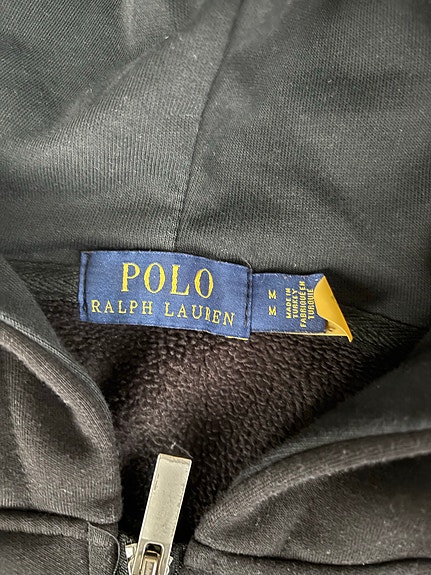 POLO
RALPH LAUREN
M
M
MADE IN
TURKEY
FABRIQUÉ EN
TURQUIE